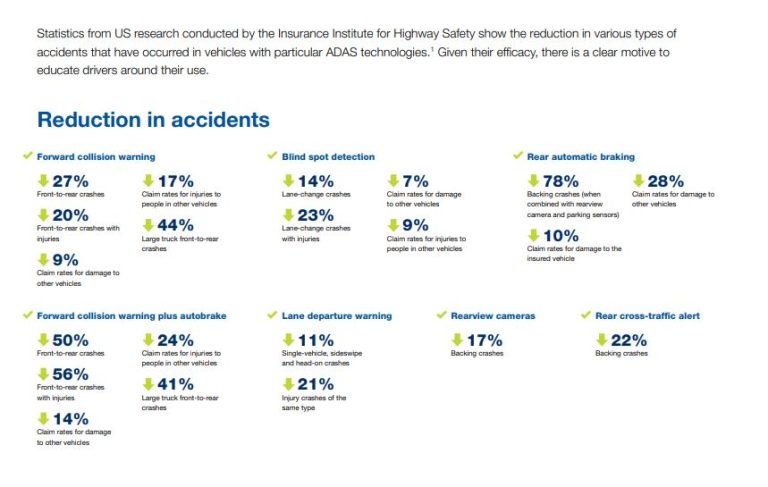 Statistics from US research conducted by the Insurance Institute for Highway Safety show the reduction in various types of
accidents that have occurred in vehicles with particular ADAS technologies.¹ Given their efficacy, there is a clear motive to
educate drivers around their use.
Reduction in accidents
Forward collision warning
27%
Front-to-rear crashes
20%
Front-to-rear crashes with
injuries
9%
Claim rates for damage to
other vehicles
17%
Claim rates for injuries to
people in other vehicles
44%
Large truck front-to-rear
crashes
Blind spot detection
14%
Lane-change crashes
23%
Lane-change crashes
with injuries
7%
Claim rates for damage
to other vehicles
9%
Claim rates for injuries to
people in other vehicles
Rear automatic braking
78%
Backing crashes (when
combined with rearview
camera and parking sensors)
10%
Claim rates for damage to the
insured vehicle
28%
Claim rates for damage to
other vehicles
Forward collision warning plus autobrake
50%
Front-to-rear crashes
56%
Front-to-rear crashes
with injuries
14%
Claim rates for damage
to other vehicles
24%
Claim rates for injuries to
people in other vehicles
41%
Large truck front-to-rear
crashes
Lane departure warning
11%
Single-vehicle, sideswipe
and head-on crashes
21%
Injury crashes of the
same type
Rearview cameras
17%
Backing crashes
Rear cross-traffic alert
22%
Backing crashes